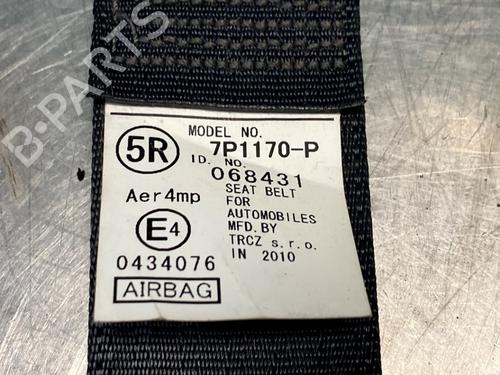 5R
MODEL NO.
7P1170-P
ID. NO.
068431
Aer4mp
SEAT BELT
FOR
AUTOMOBILES
MFD. BY
TRCZ s.r.o.
IN 2010
E4
0434076
AIRBAG
B-PARTS